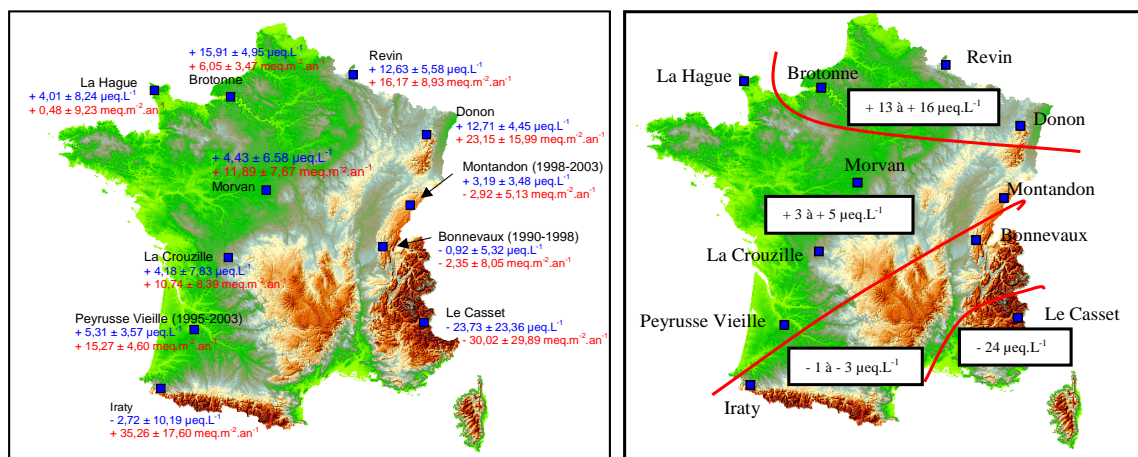 + 15,91 ± 4,95 µeq.L⁻¹
+ 6,05 ± 3,47 meq.m⁻².an⁻¹
Brotonne
Revin
+ 12,63 ± 5,58 µeq.L⁻¹
+ 16,17 ± 8,93 meq.m⁻².an⁻¹
La Hague
+ 4,01 ± 8,24 µeq.L⁻¹
+ 0,48 ± 9,23 meq.m⁻².an⁻¹
Donon
+ 12,71 ± 4,45 µeq.L⁻¹
+ 23,15 ± 15,99 meq.m⁻².an⁻¹
+ 4,43 ± 6.58 µeq.L⁻¹
+ 11,89 ± 7,67 meq.m⁻².an⁻¹
Morvan
Montandon (1998-2003)
+ 3,19 ± 3,48 µeq.L⁻¹
- 2,92 ± 5,13 meq.m⁻².an⁻¹
Bonnevaux (1990-1998)
- 0,92 ± 5,32 µeq.L⁻¹
- 2,35 ± 8,05 meq.m⁻².an⁻¹
La Crouzille
+ 4,18 ± 7,83 µeq.L⁻¹
+ 10,74 ± 8,39 meq.m⁻².an⁻¹
Peyrusse Vieille (1995-2003)
+ 5,31 ± 3,57 µeq.L⁻¹
+ 15,27 ± 4,60 meq.m⁻².an⁻¹
Le Casset
- 23,73 ± 23,36 µeq.L⁻¹
- 30,02 ± 29,89 meq.m⁻².an⁻¹
Iraty
- 2,72 ± 10,19 µeq.L⁻¹
+ 35,26 ± 17,60 meq.m⁻².an⁻¹
Revin
La Hague
Brotonne
+ 13 à + 16 µeq.L⁻¹
Donon
Morvan
Montandon
+ 3 à + 5 µeq.L⁻¹
Bonnevaux
La Crouzille
Peyrusse Vieille
Le Casset
- 24 µeq.L⁻¹
- 1 à - 3 µeq.L⁻¹
Iraty